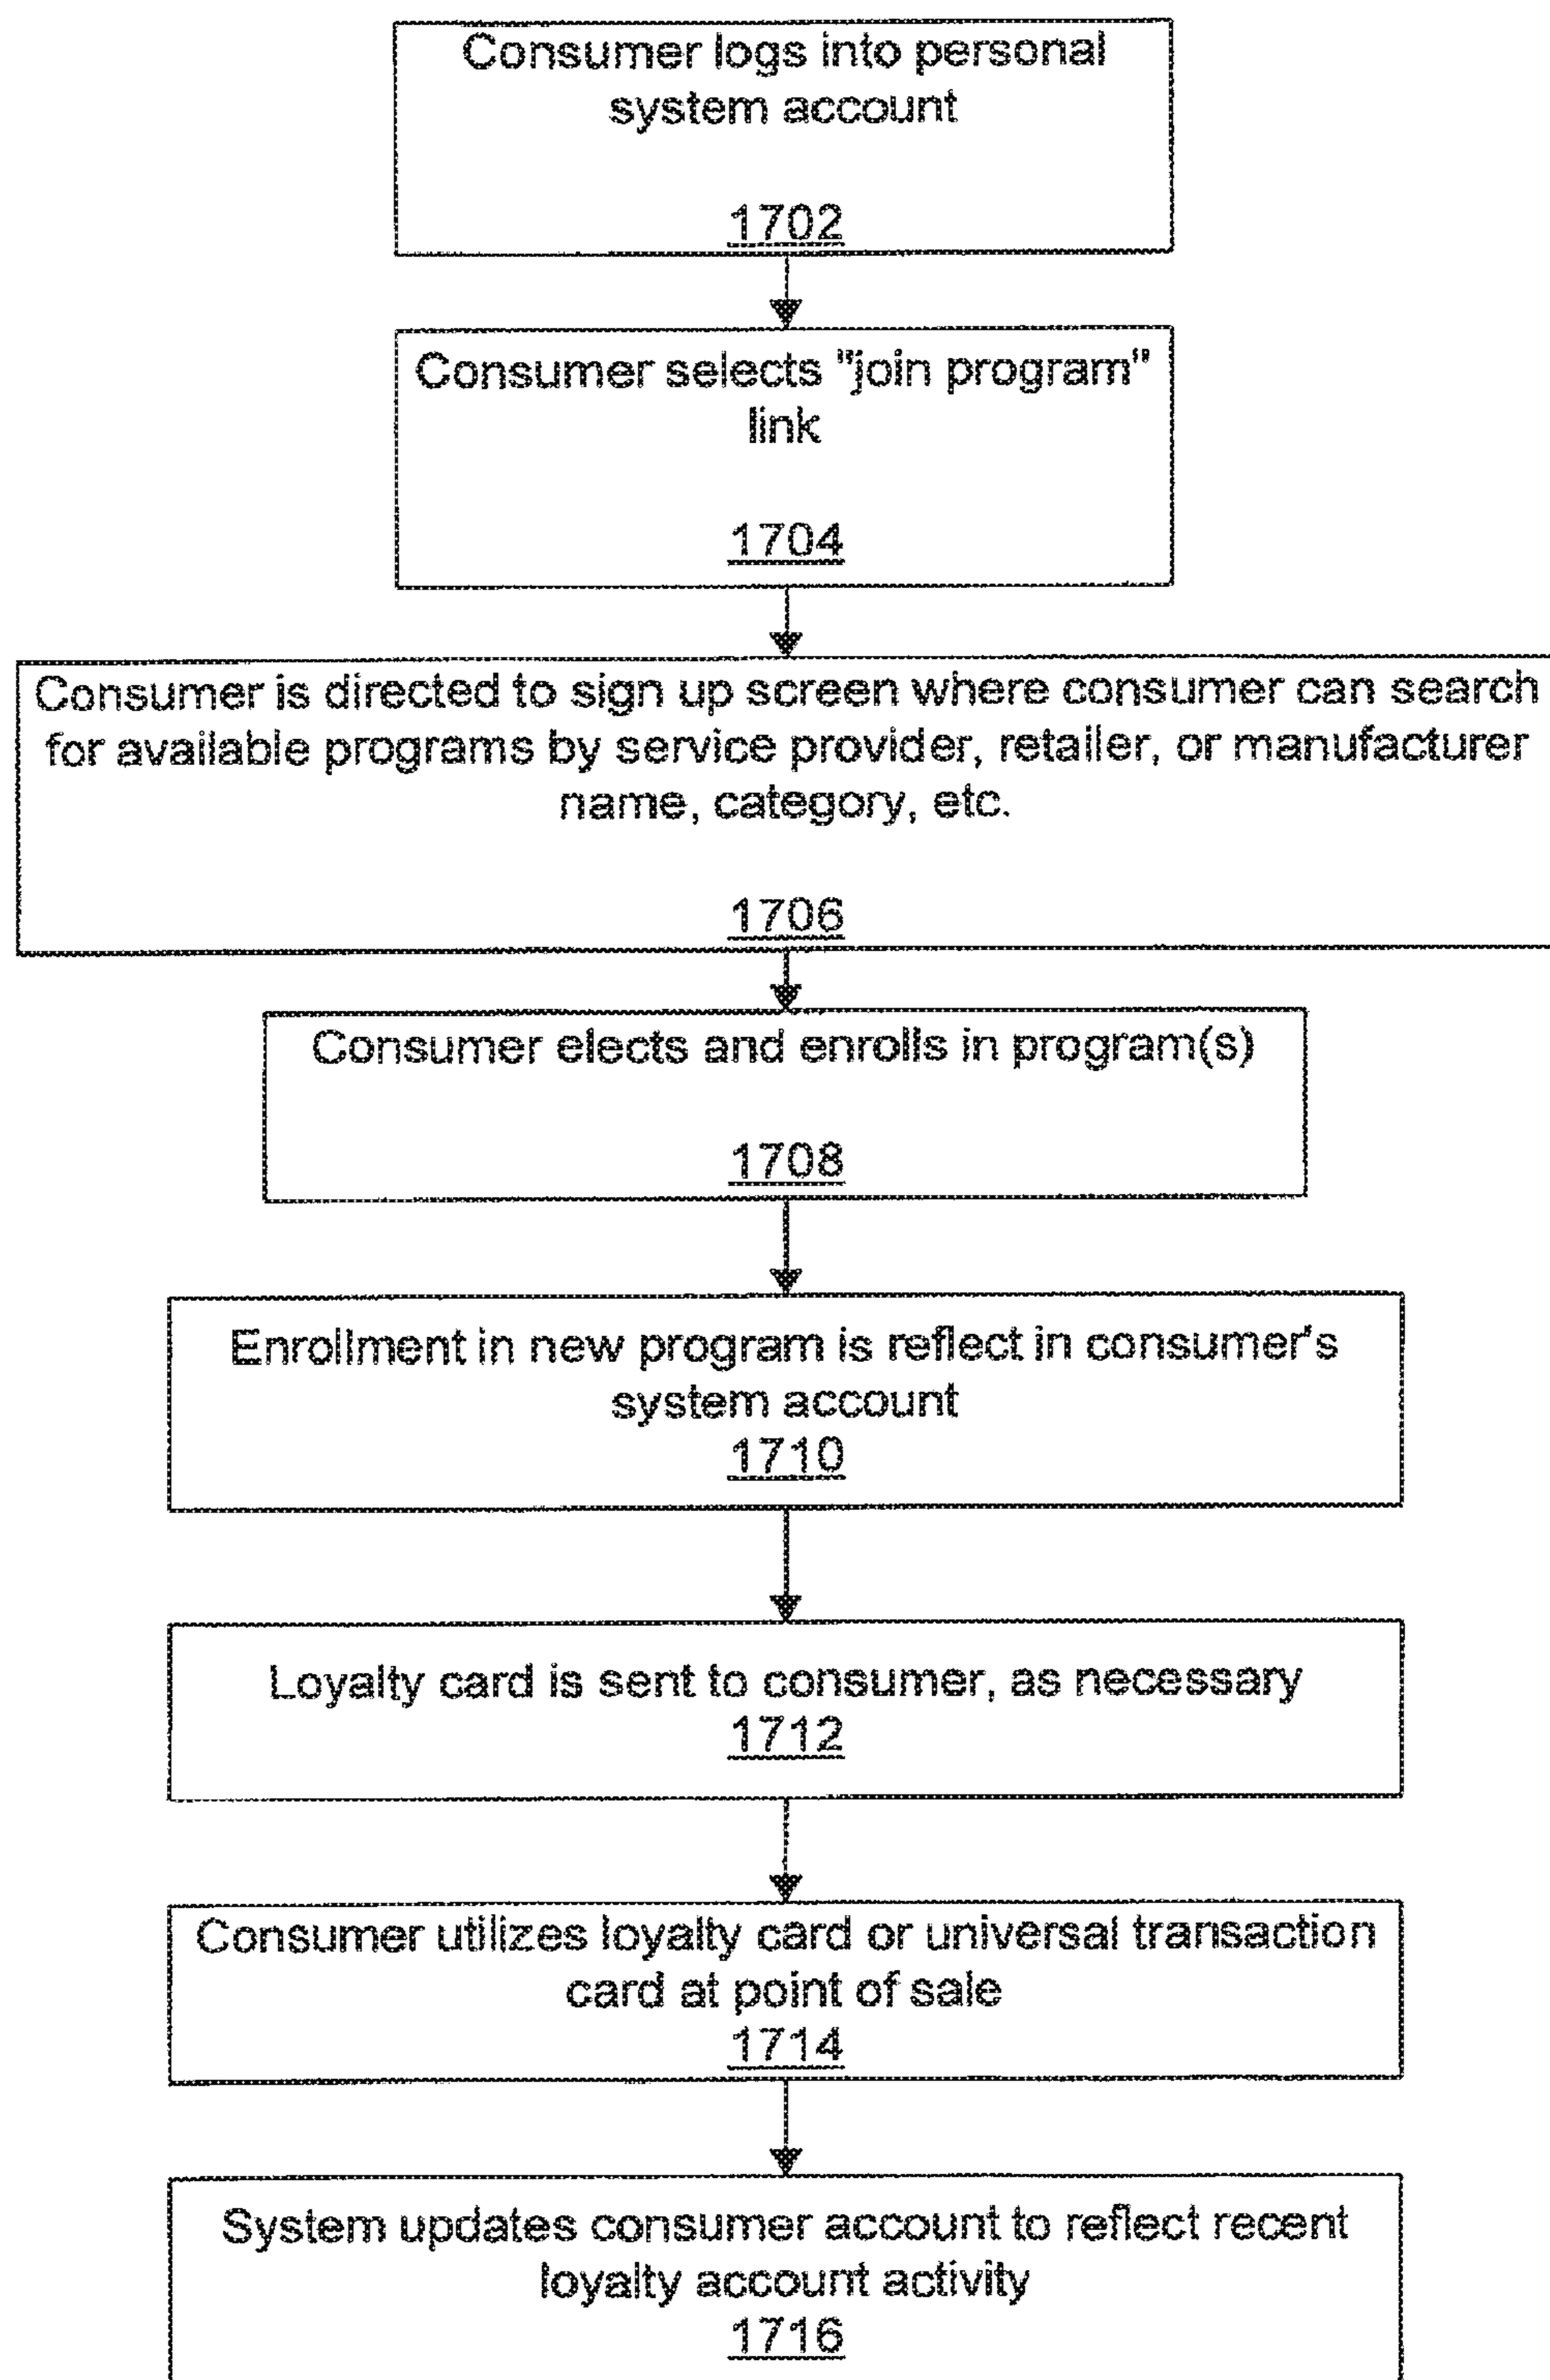 Consumer logs into personal
system account
1702
Consumer selects "join program"
link
1704
Consumer is directed to sign up screen where consumer can search
for available programs by service provider, retailer, or manufacturer
name, category, etc.
1706
Consumer elects and enrolls in program(s)
1708
Enrollment in new program is reflect in consumer's
system account
1710
Loyalty card is sent to consumer, as necessary
1712
Consumer utilizes loyalty card or universal transaction
card at point of sale
1714
System updates consumer account to reflect recent
loyalty account activity
1716